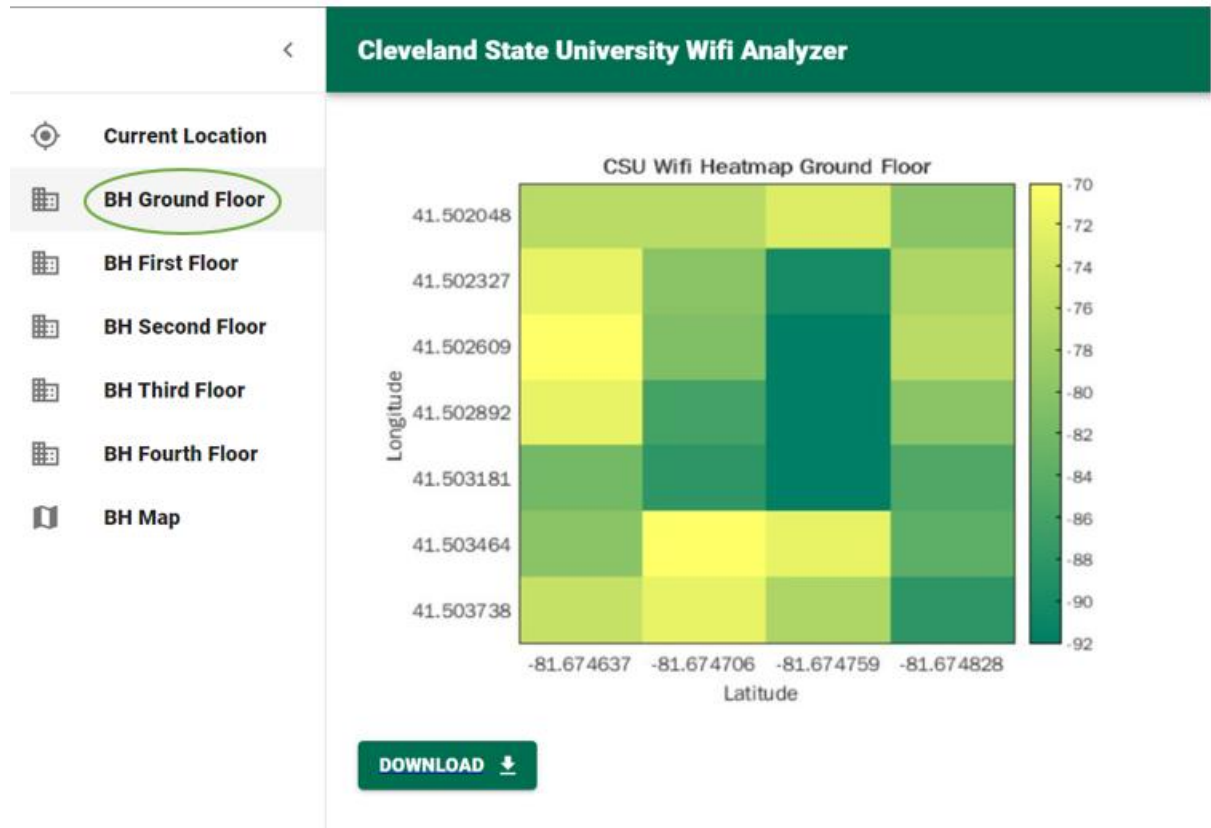 Cleveland State University Wifi Analyzer
Current Location
BH Ground Floor
BH First Floor
BH Second Floor
BH Third Floor
BH Fourth Floor
BH Map
CSU Wifi Heatmap Ground Floor
Longitude
41.502048
41.502327
41.502609
41.502892
41.503181
41.503464
41.503738
-81.674637 -81.674706 -81.674759 -81.674828
Latitude
-70
-72
-74
-76
-78
-80
-82
-84
-86
-88
-90
-92
DOWNLOAD